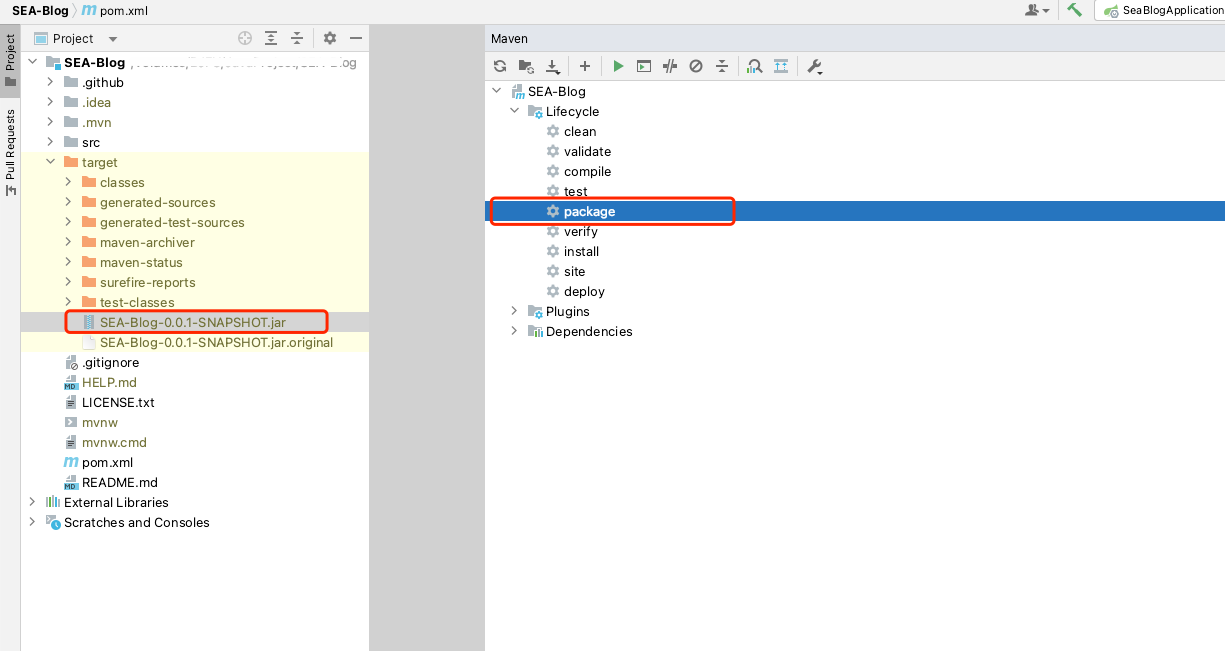 SEA-Blog pom.xml
SeaBlogApplication
Project
Pull Requests
Project
SEA-Blog
.github
.idea
.mvn
src
target
classes
generated-sources
generated-test-sources
maven-archiver
maven-status
surefire-reports
test-classes
SEA-Blog-0.0.1-SNAPSHOT.jar
SEA-Blog-0.0.1-SNAPSHOT.jar.original
.gitignore
HELP.md
LICENSE.txt
mvnw
mvnw.cmd
pom.xml
README.md
External Libraries
Scratches and Consoles
Maven
SEA-Blog
Lifecycle
clean
validate
compile
test
package
verify
install
site
deploy
Plugins
Dependencies